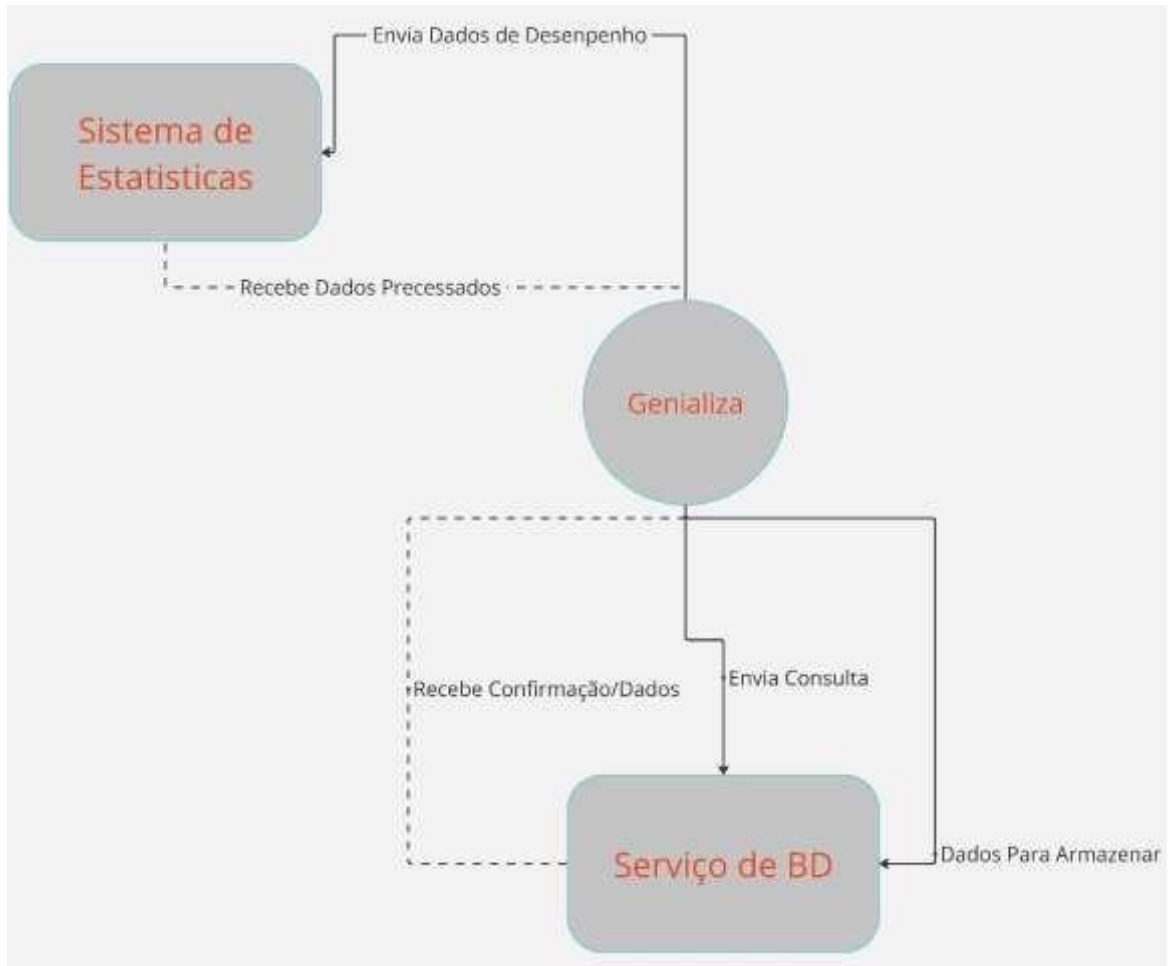 Envia Dados de Desenpenho
Sistema de
Estatisticas
Recebe Dados Precessados
Genializa
Envia Consulta
Recebe Confirmação/Dados
Dados Para Armazenar
Serviço de BD